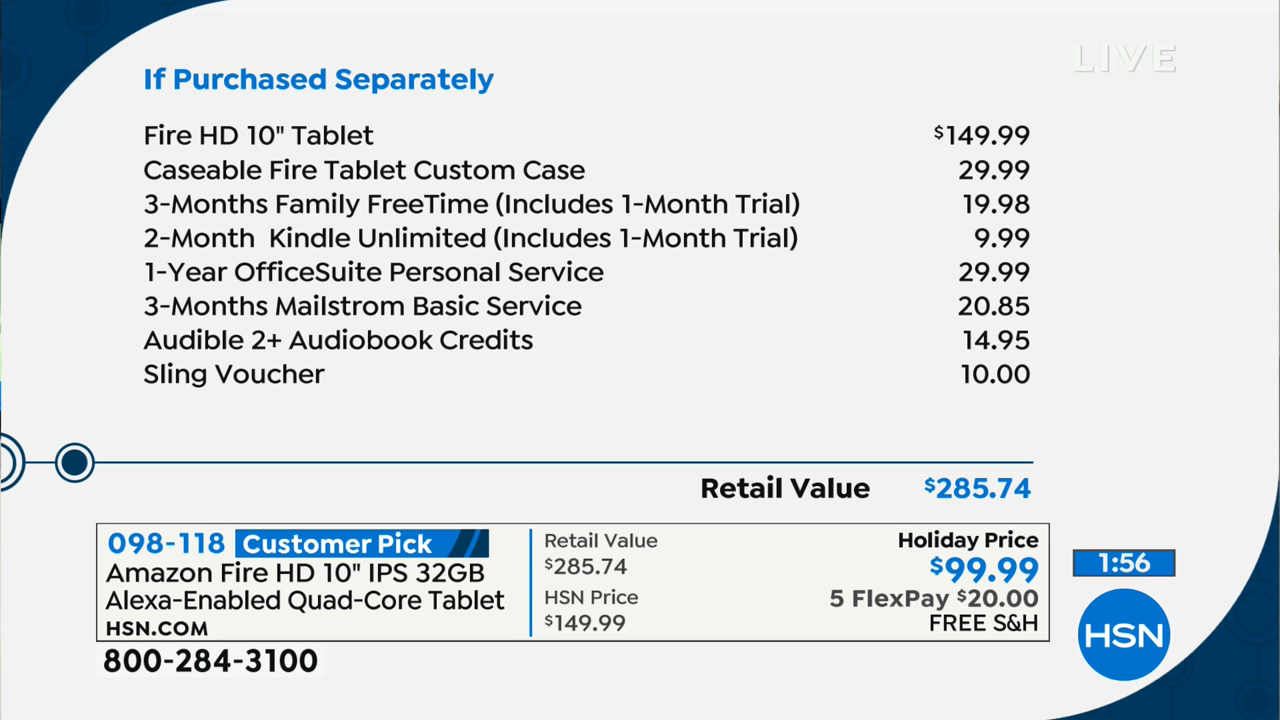 LIVE
If Purchased Separately
Fire HD 10" Tablet $149.99
Caseable Fire Tablet Custom Case 29.99
3-Months Family FreeTime (Includes 1-Month Trial) 19.98
2-Month Kindle Unlimited (Includes 1-Month Trial) 9.99
1-Year OfficeSuite Personal Service 29.99
3-Months Mailstrom Basic Service 20.85
Audible 2+ Audiobook Credits 14.95
Sling Voucher 10.00
Retail Value $285.74
098-118 Customer Pick
Amazon Fire HD 10" IPS 32GB
Alexa-Enabled Quad-Core Tablet
HSN.COM
Retail Value
$285.74
HSN Price
$149.99
Holiday Price
$99.99
5 FlexPay $20.00
FREE S&H
1:56
HSN
800-284-3100